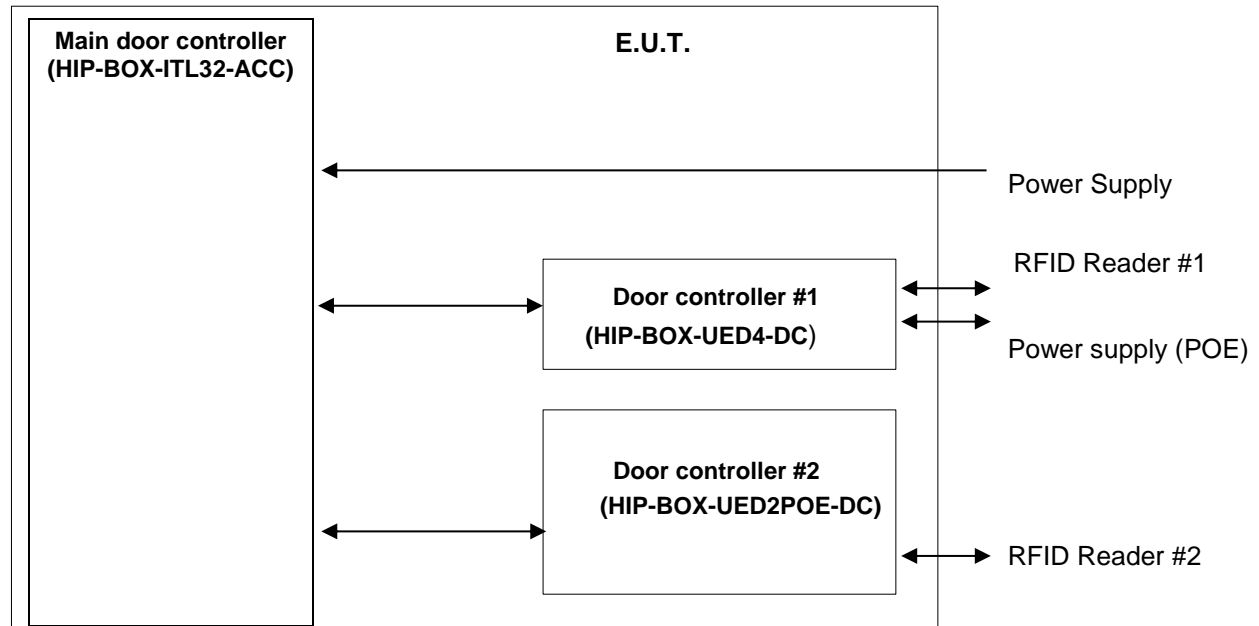 Main door controller
(HIP-BOX-ITL32-ACC)
E.U.T.
Power Supply
RFID Reader #1
Door controller #1
(HIP-BOX-UED4-DC)
Power supply (POE)
Door controller #2
(HIP-BOX-UED2POE-DC)
RFID Reader #2